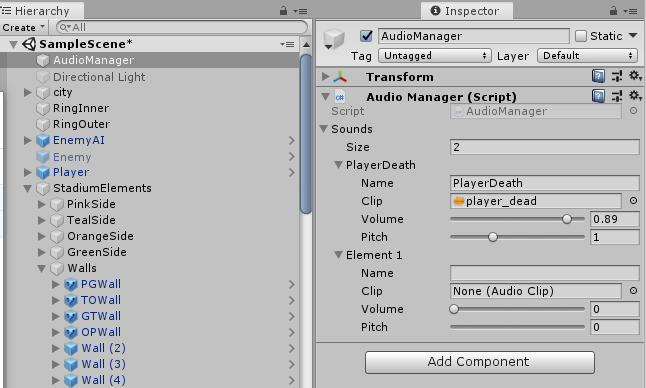 Hierarchy
Create
All
SampleScene*
AudioManager
Directional Light
city
RingInner
RingOuter
EnemyAI
Enemy
Player
StadiumElements
PinkSide
TealSide
OrangeSide
GreenSide
Walls
PGWall
TOWall
GTWall
OPWall
Wall (2)
Wall (3)
Wall (4)
Inspector
AudioManager Static
Tag Untagged Layer Default
Transform
Audio Manager (Script)
Script AudioManager
Sounds
Size 2
PlayerDeath
Name PlayerDeath
Clip player_dead
Volume 0.89
Pitch 1
Element 1
Name
Clip None (Audio Clip)
Volume 0
Pitch 0
Add Component